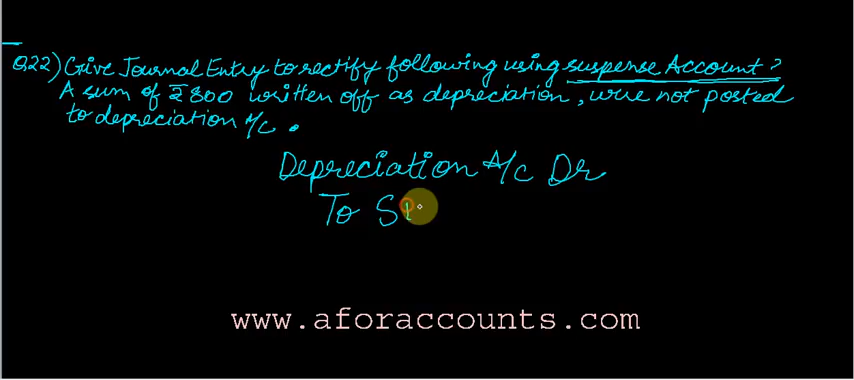 Q22) Give Journal Entry to rectify following using suspense Account?
A sum of ₹800 written off as depreciation, were not posted
to depreciation A/c.
Depreciation A/c Dr
To
www.aforaccounts.com